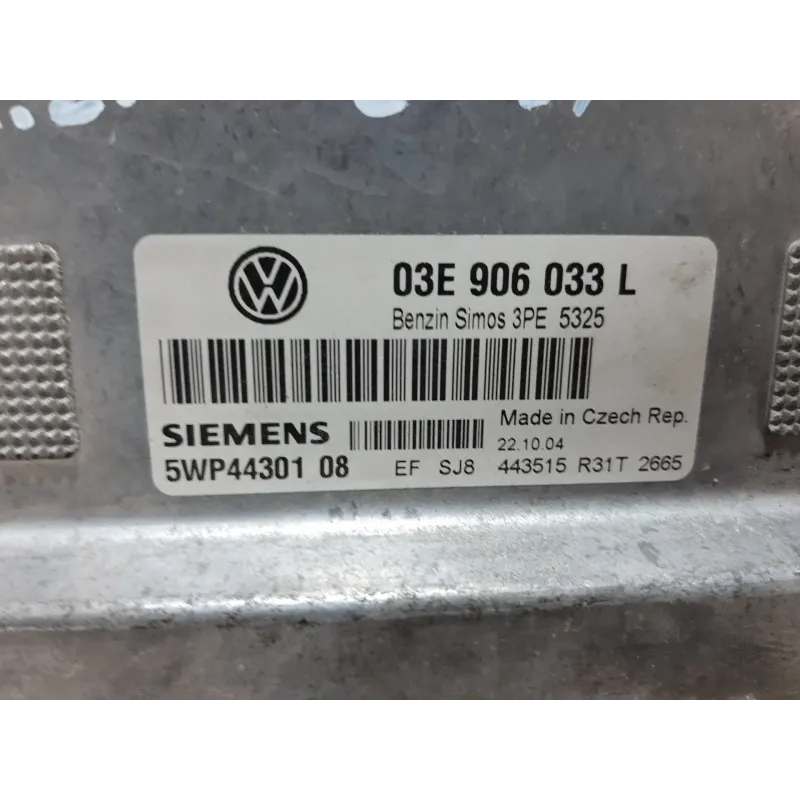 VW
03E 906 033 L
Benzin Simos 3PE 5325
SIEMENS
Made in Czech Rep.
22.10.04
5WP44301 08 EF SJ8 443515 R31T 2665